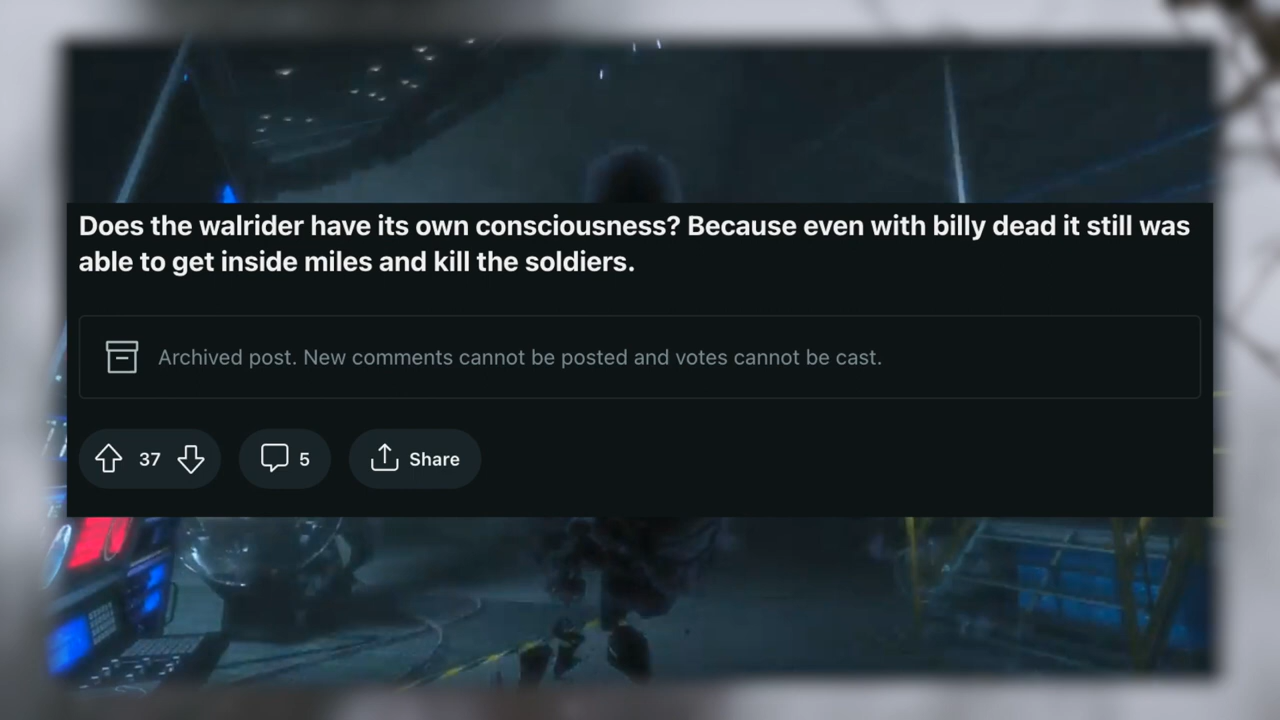 Does the walrider have its own consciousness? Because even with billy dead it still was
able to get inside miles and kill the soldiers.
Archived post. New comments cannot be posted and votes cannot be cast.
37
5
Share